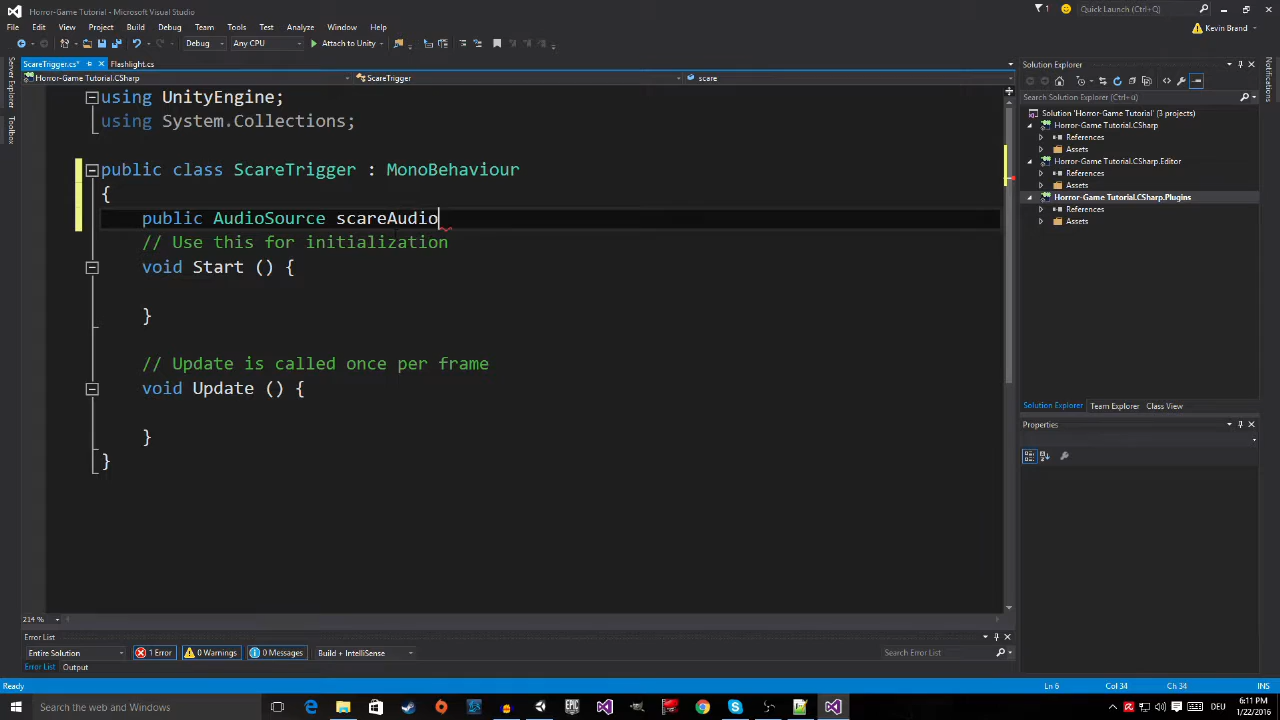 Horror-Game Tutorial - Microsoft Visual Studio
1
Quick Launch (Ctrl+Q)
File Edit View Project Build Debug Team Tools Test Analyze Window Help
Kevin Brand
Debug Any CPU Attach to Unity
Server Explorer
Toolbox
ScareTrigger.cs* Flashlight.cs
Horror-Game Tutorial.CSharp ScareTrigger scare
using UnityEngine;
using System.Collections;
public class ScareTrigger : MonoBehaviour
{
public AudioSource scareAudio
// Use this for initialization
void Start () {
}
// Update is called once per frame
void Update () {
}
}
214 %
Solution Explorer
Search Solution Explorer (Ctrl+ü)
Solution 'Horror-Game Tutorial' (3 projects)
Horror-Game Tutorial.CSharp
References
Assets
Horror-Game Tutorial.CSharp.Editor
References
Assets
Horror-Game Tutorial.CSharp.Plugins
References
Assets
Solution Explorer Team Explorer Class View
Properties
Notifications
Error List
Entire Solution 1 Error 0 Warnings 0 Messages Build + IntelliSense Search Error List
Error List Output
Ready Ln 6 Col 34 Ch 34 INS
Search the web and Windows
DEU
6:11 PM
1/22/2016